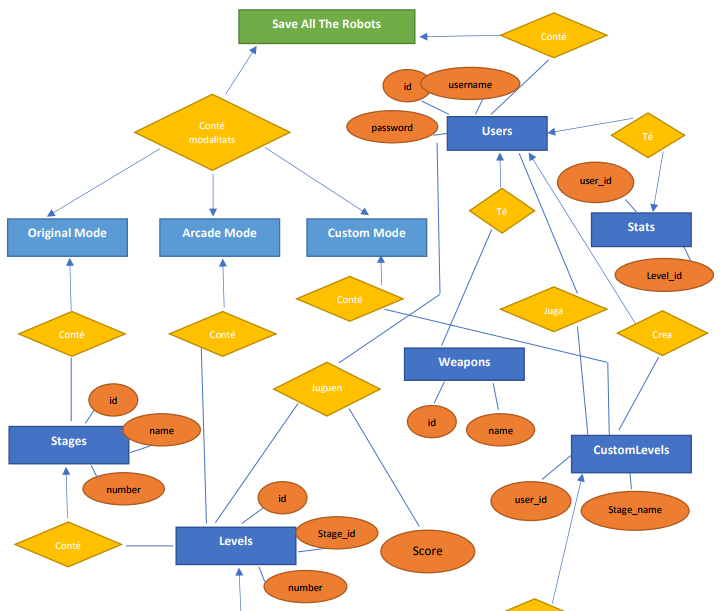 Save All The Robots
Conté
id
username
password
Users
Conté
modalitats
Té
user_id
Té
Stats
Original Mode
Arcade Mode
Custom Mode
Level_id
Conté
Juga
Conté
Conté
Crea
Weapons
Juguen
id
name
id
name
Stages
CustomLevels
number
id
user_id
Stage_name
Stage_id
Conté
Levels
Score
number